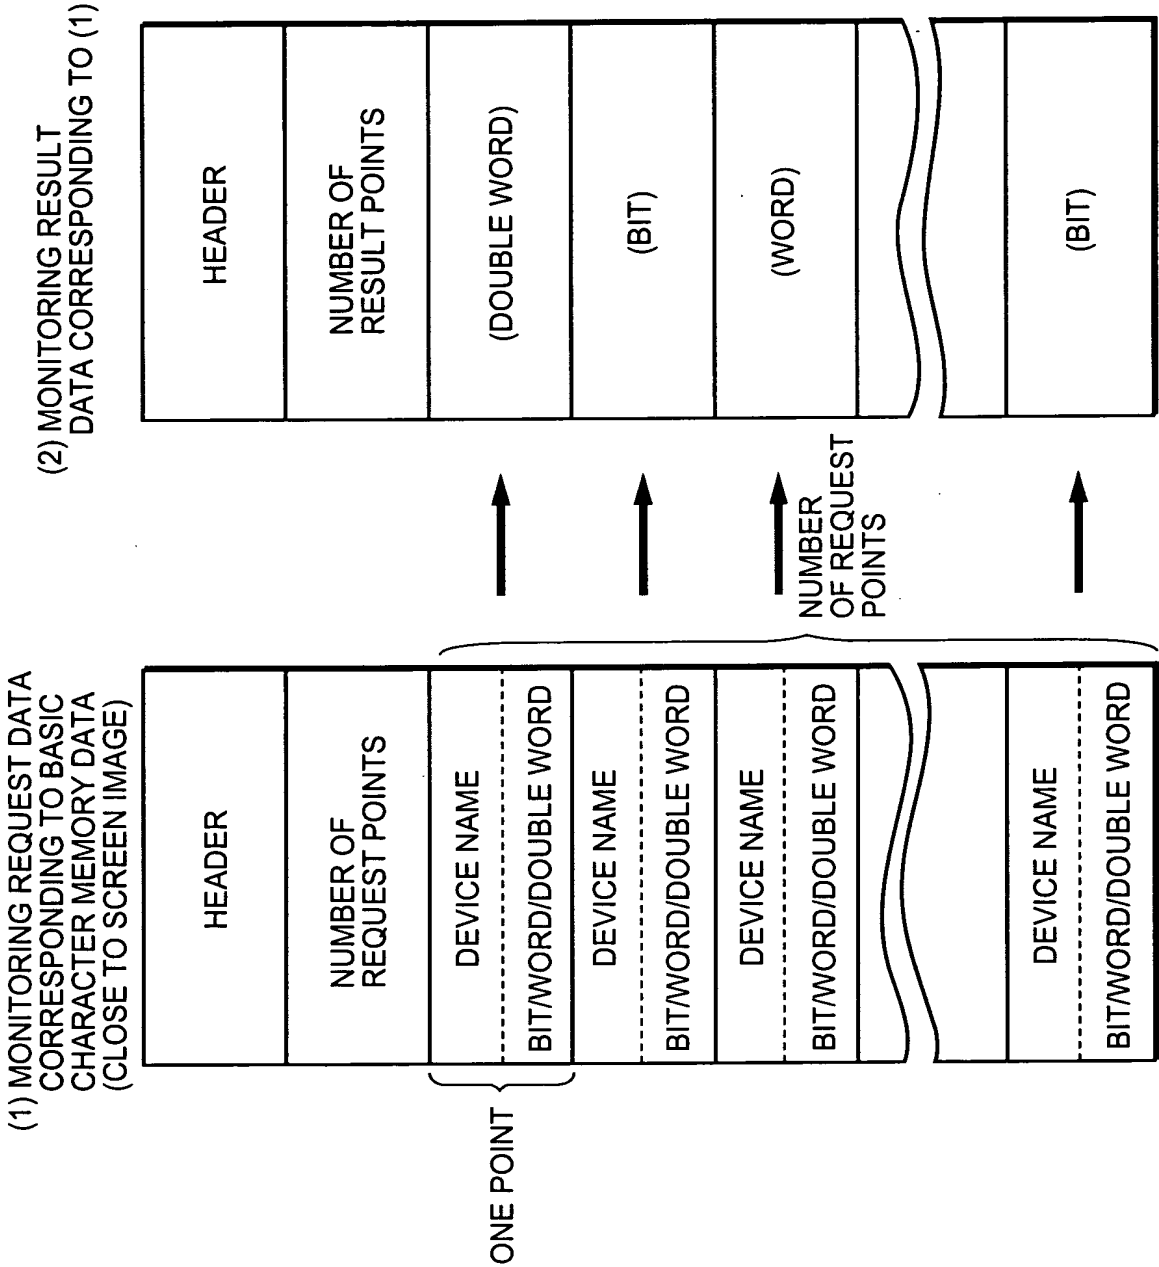 (1) MONITORING REQUEST DATA
CORRESPONDING TO BASIC
CHARACTER MEMORY DATA
(CLOSE TO SCREEN IMAGE)
HEADER
NUMBER OF
REQUEST POINTS
ONE POINT
DEVICE NAME
BIT/WORD/DOUBLE WORD
DEVICE NAME
BIT/WORD/DOUBLE WORD
DEVICE NAME
BIT/WORD/DOUBLE WORD
DEVICE NAME
BIT/WORD/DOUBLE WORD
NUMBER
OF REQUEST
POINTS
(2) MONITORING RESULT
DATA CORRESPONDING TO (1)
HEADER
NUMBER OF
RESULT POINTS
(DOUBLE WORD)
(BIT)
(WORD)
(BIT)